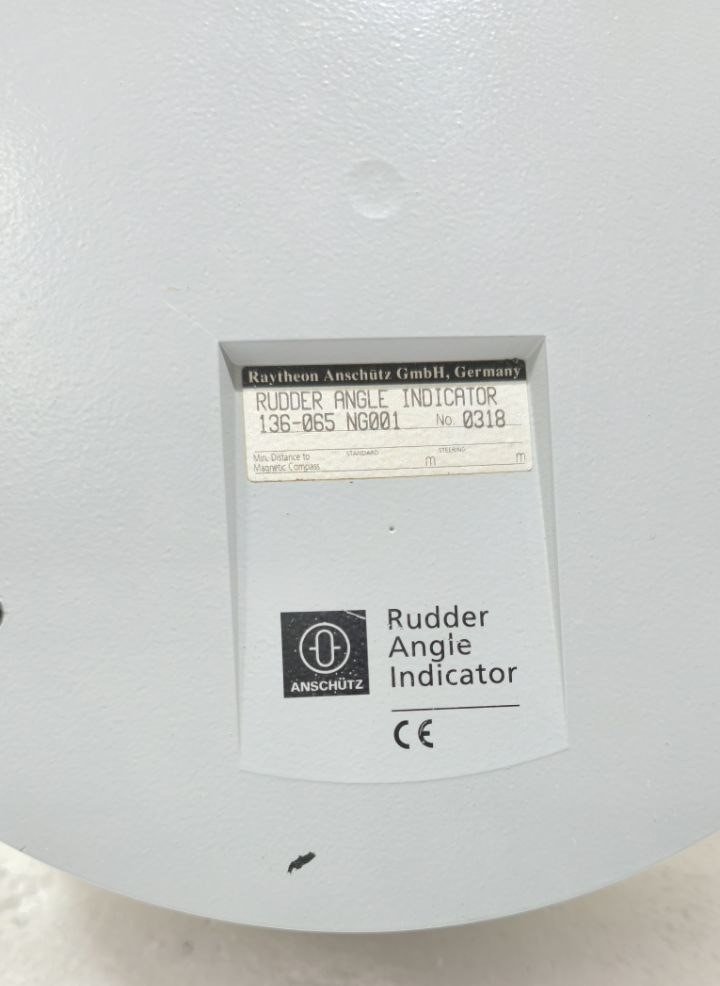 Raytheon Anschütz GmbH, Germany
RUDDER ANGLE INDICATOR
136-065 NG001 No. 0318
Min. Distance to
Magnetic Compass
STANDARD m STEERING m
ANSCHÜTZ
Rudder
Angle
Indicator
CE